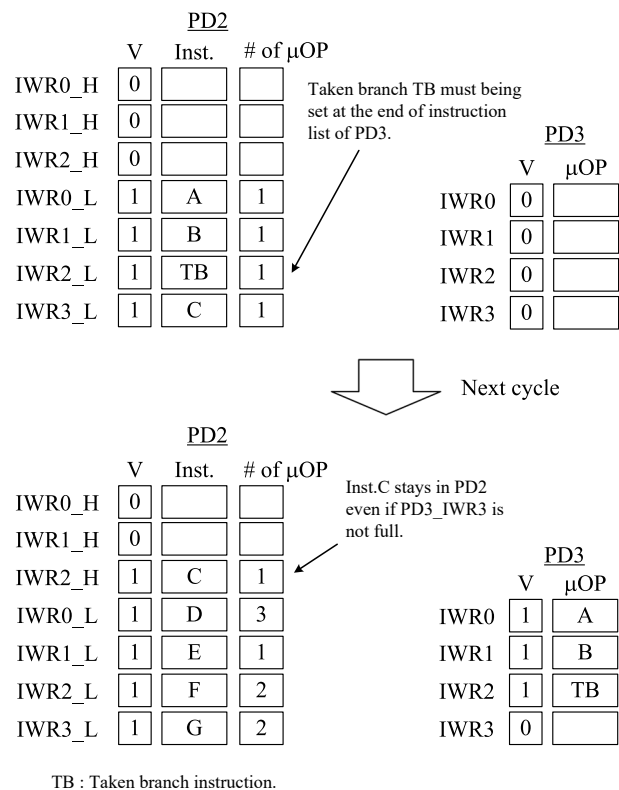 PD2
V Inst. # of μOP
IWR0_H 0
IWR1_H 0
IWR2_H 0
IWR0_L 1 A 1
IWR1_L 1 B 1
IWR2_L 1 TB 1
IWR3_L 1 C 1
Taken branch TB must being
set at the end of instruction
list of PD3.
PD3
V μOP
IWR0 0
IWR1 0
IWR2 0
IWR3 0
Next cycle
PD2
V Inst. # of μOP
IWR0_H 0
IWR1_H 0
IWR2_H 1 C 1
IWR0_L 1 D 3
IWR1_L 1 E 1
IWR2_L 1 F 2
IWR3_L 1 G 2
Inst.C stays in PD2
even if PD3_IWR3 is
not full.
PD3
V μOP
IWR0 1 A
IWR1 1 B
IWR2 1 TB
IWR3 0
TB : Taken branch instruction.